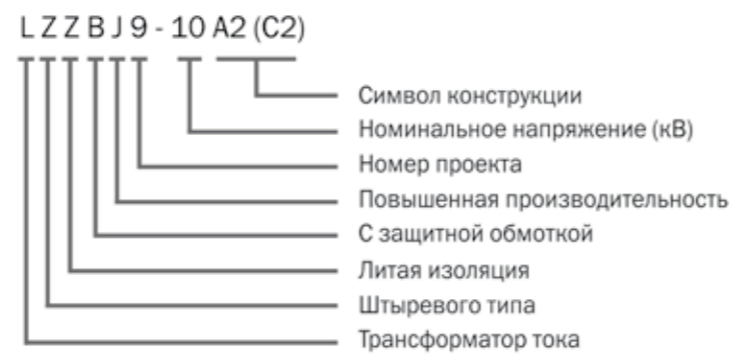 LZZBJ9-10 A2 (C2)
Символ конструкции
Номинальное напряжение (кВ)
Номер проекта
Повышенная производительность
С защитной обмоткой
Литая изоляция
Штыревого типа
Трансформатор тока